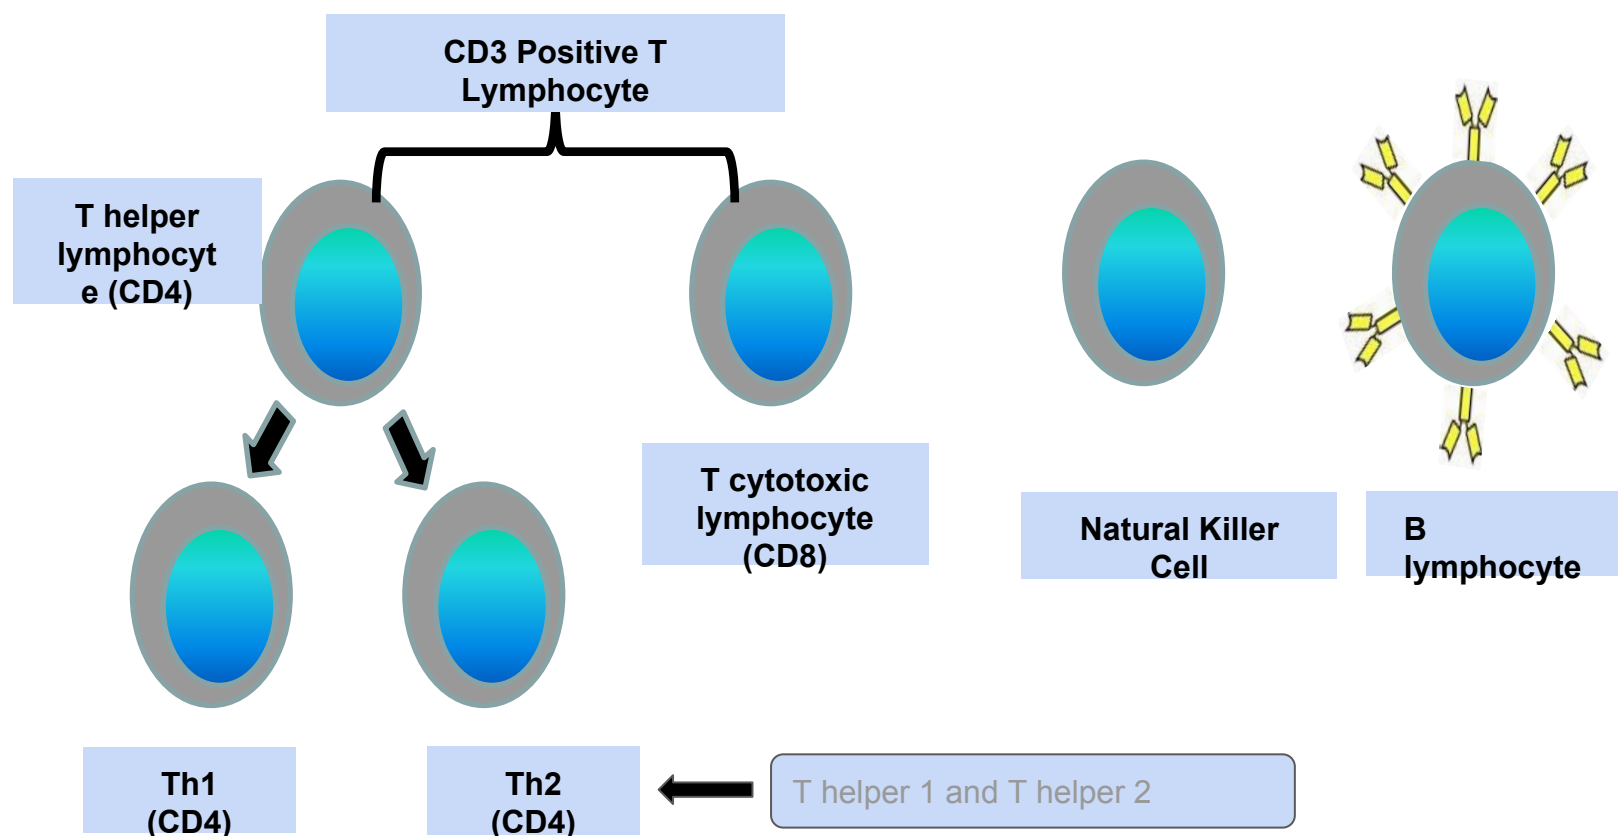 CD3 Positive T
Lymphocyte
T helper
lymphocyt
e (CD4)
T cytotoxic
lymphocyte
(CD8)
Natural Killer
Cell
B
lymphocyte
Th1
(CD4)
Th2
(CD4)
T helper 1 and T helper 2